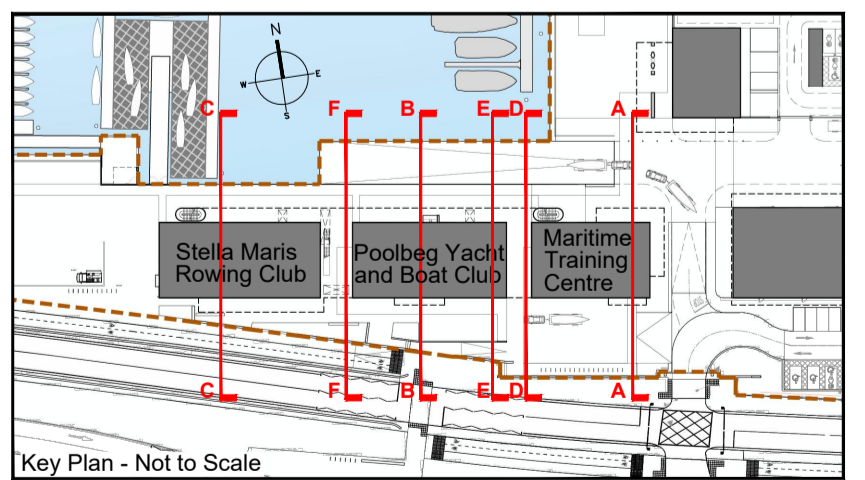 N
W E
S
C F B E D A
Stella Maris
Rowing Club
Poolbeg Yacht
and Boat Club
Maritime
Training
Centre
C F B E D A
Key Plan - Not to Scale